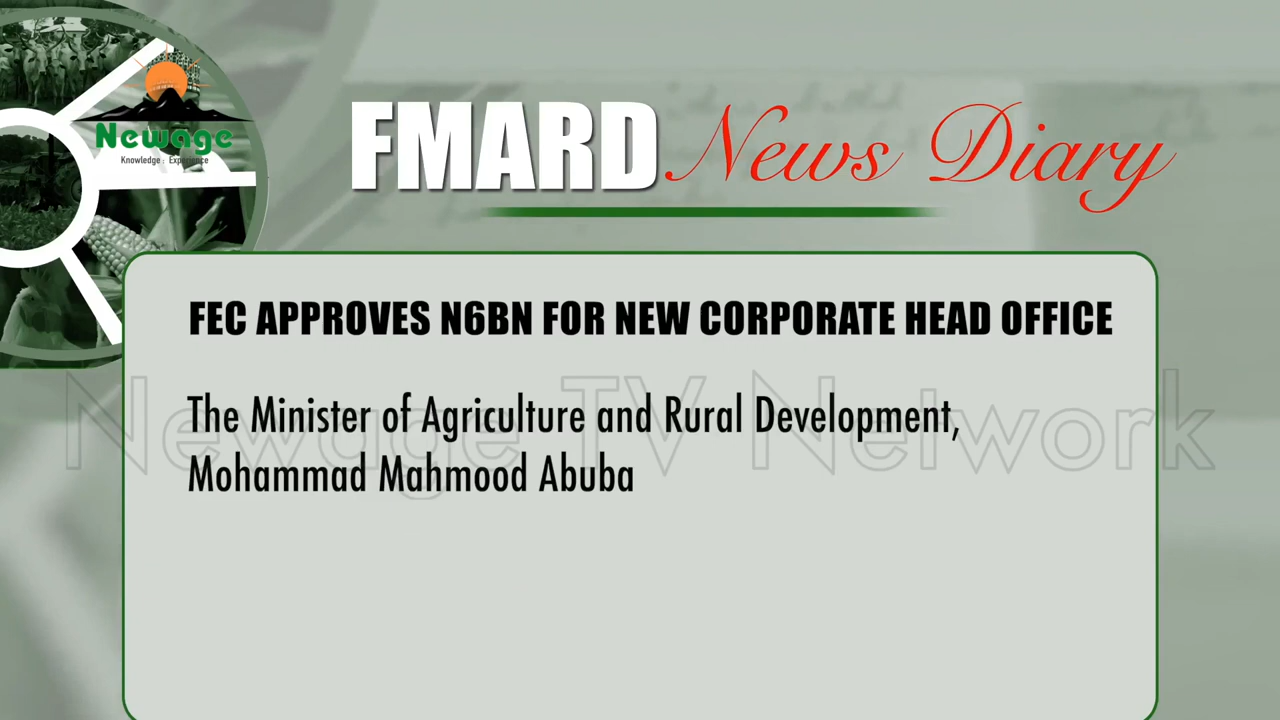 Newage
Knowledge : Experience
FMARD News Diary
FEC APPROVES N6BN FOR NEW CORPORATE HEAD OFFICE
The Minister of Agriculture and Rural Development,
Mohammad Mahmood Abuba
Newage TV Network